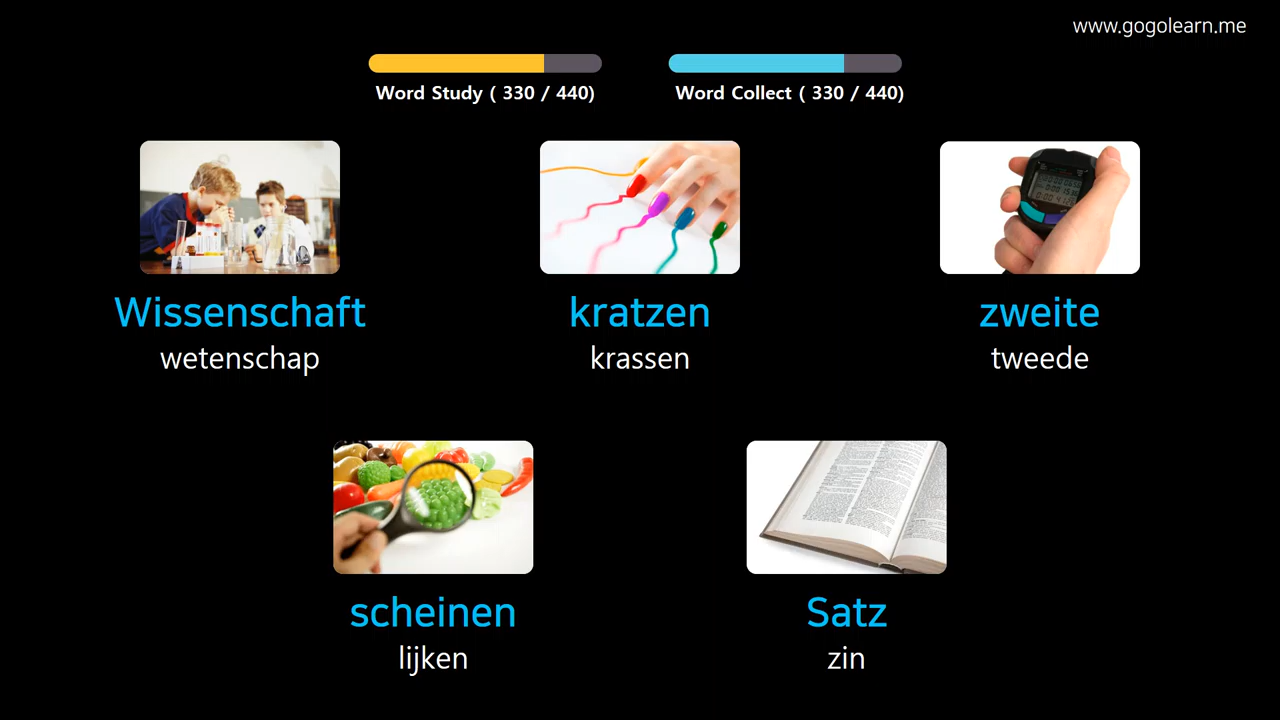 www.gogolearn.me
Word Study ( 330 / 440)
Word Collect ( 330 / 440)
Wissenschaft
wetenschap
kratzen
krassen
zweite
tweede
scheinen
lijken
Satz
zin